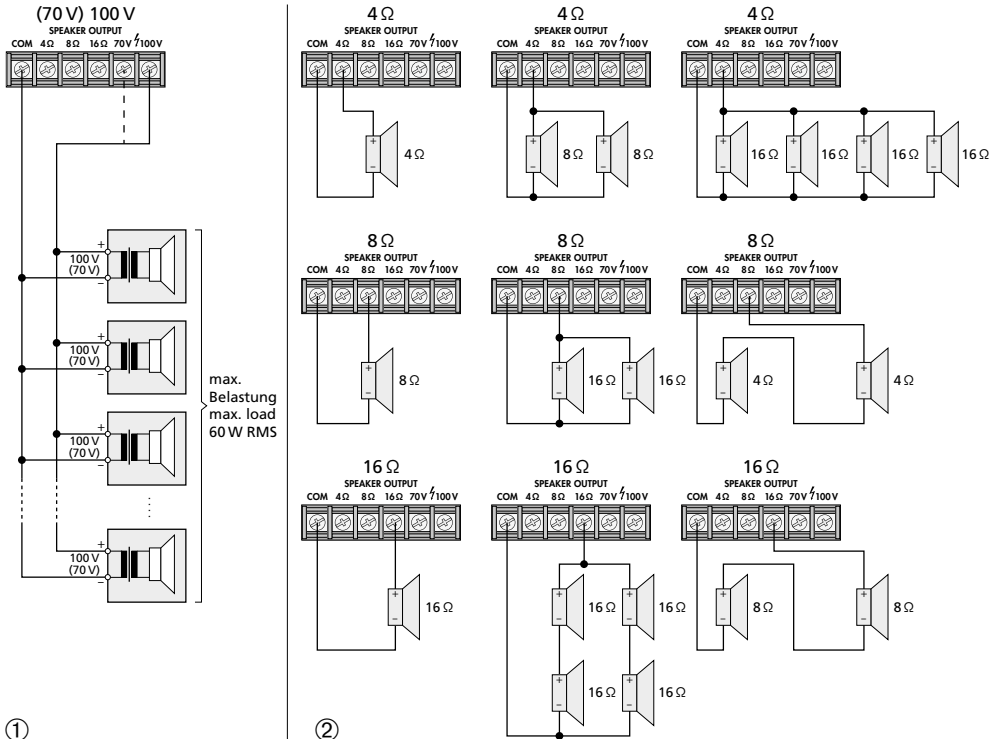 (70 V) 100 V
SPEAKER OUTPUT
COM 4Ω 8Ω 16Ω 70V 100V
+
100 V
(70 V)
−
+
100 V
(70 V)
−
+
100 V
(70 V)
−
+
100 V
(70 V)
−
max.
Belastung
max. load
60 W RMS
①
4 Ω
SPEAKER OUTPUT
COM 4Ω 8Ω 16Ω 70V 100V
+
−
4 Ω
4 Ω
SPEAKER OUTPUT
COM 4Ω 8Ω 16Ω 70V 100V
+
−
8 Ω
+
−
8 Ω
4 Ω
SPEAKER OUTPUT
COM 4Ω 8Ω 16Ω 70V 100V
+
−
16 Ω
+
−
16 Ω
+
−
16 Ω
+
−
16 Ω
8 Ω
SPEAKER OUTPUT
COM 4Ω 8Ω 16Ω 70V 100V
+
−
8 Ω
8 Ω
SPEAKER OUTPUT
COM 4Ω 8Ω 16Ω 70V 100V
+
−
16 Ω
+
−
16 Ω
8 Ω
SPEAKER OUTPUT
COM 4Ω 8Ω 16Ω 70V 100V
+
−
4 Ω
+
−
4 Ω
16 Ω
SPEAKER OUTPUT
COM 4Ω 8Ω 16Ω 70V 100V
+
−
16 Ω
16 Ω
SPEAKER OUTPUT
COM 4Ω 8Ω 16Ω 70V 100V
+
−
16 Ω
+
−
16 Ω
+
−
16 Ω
+
−
16 Ω
16 Ω
SPEAKER OUTPUT
COM 4Ω 8Ω 16Ω 70V 100V
+
−
8 Ω
+
−
8 Ω
②